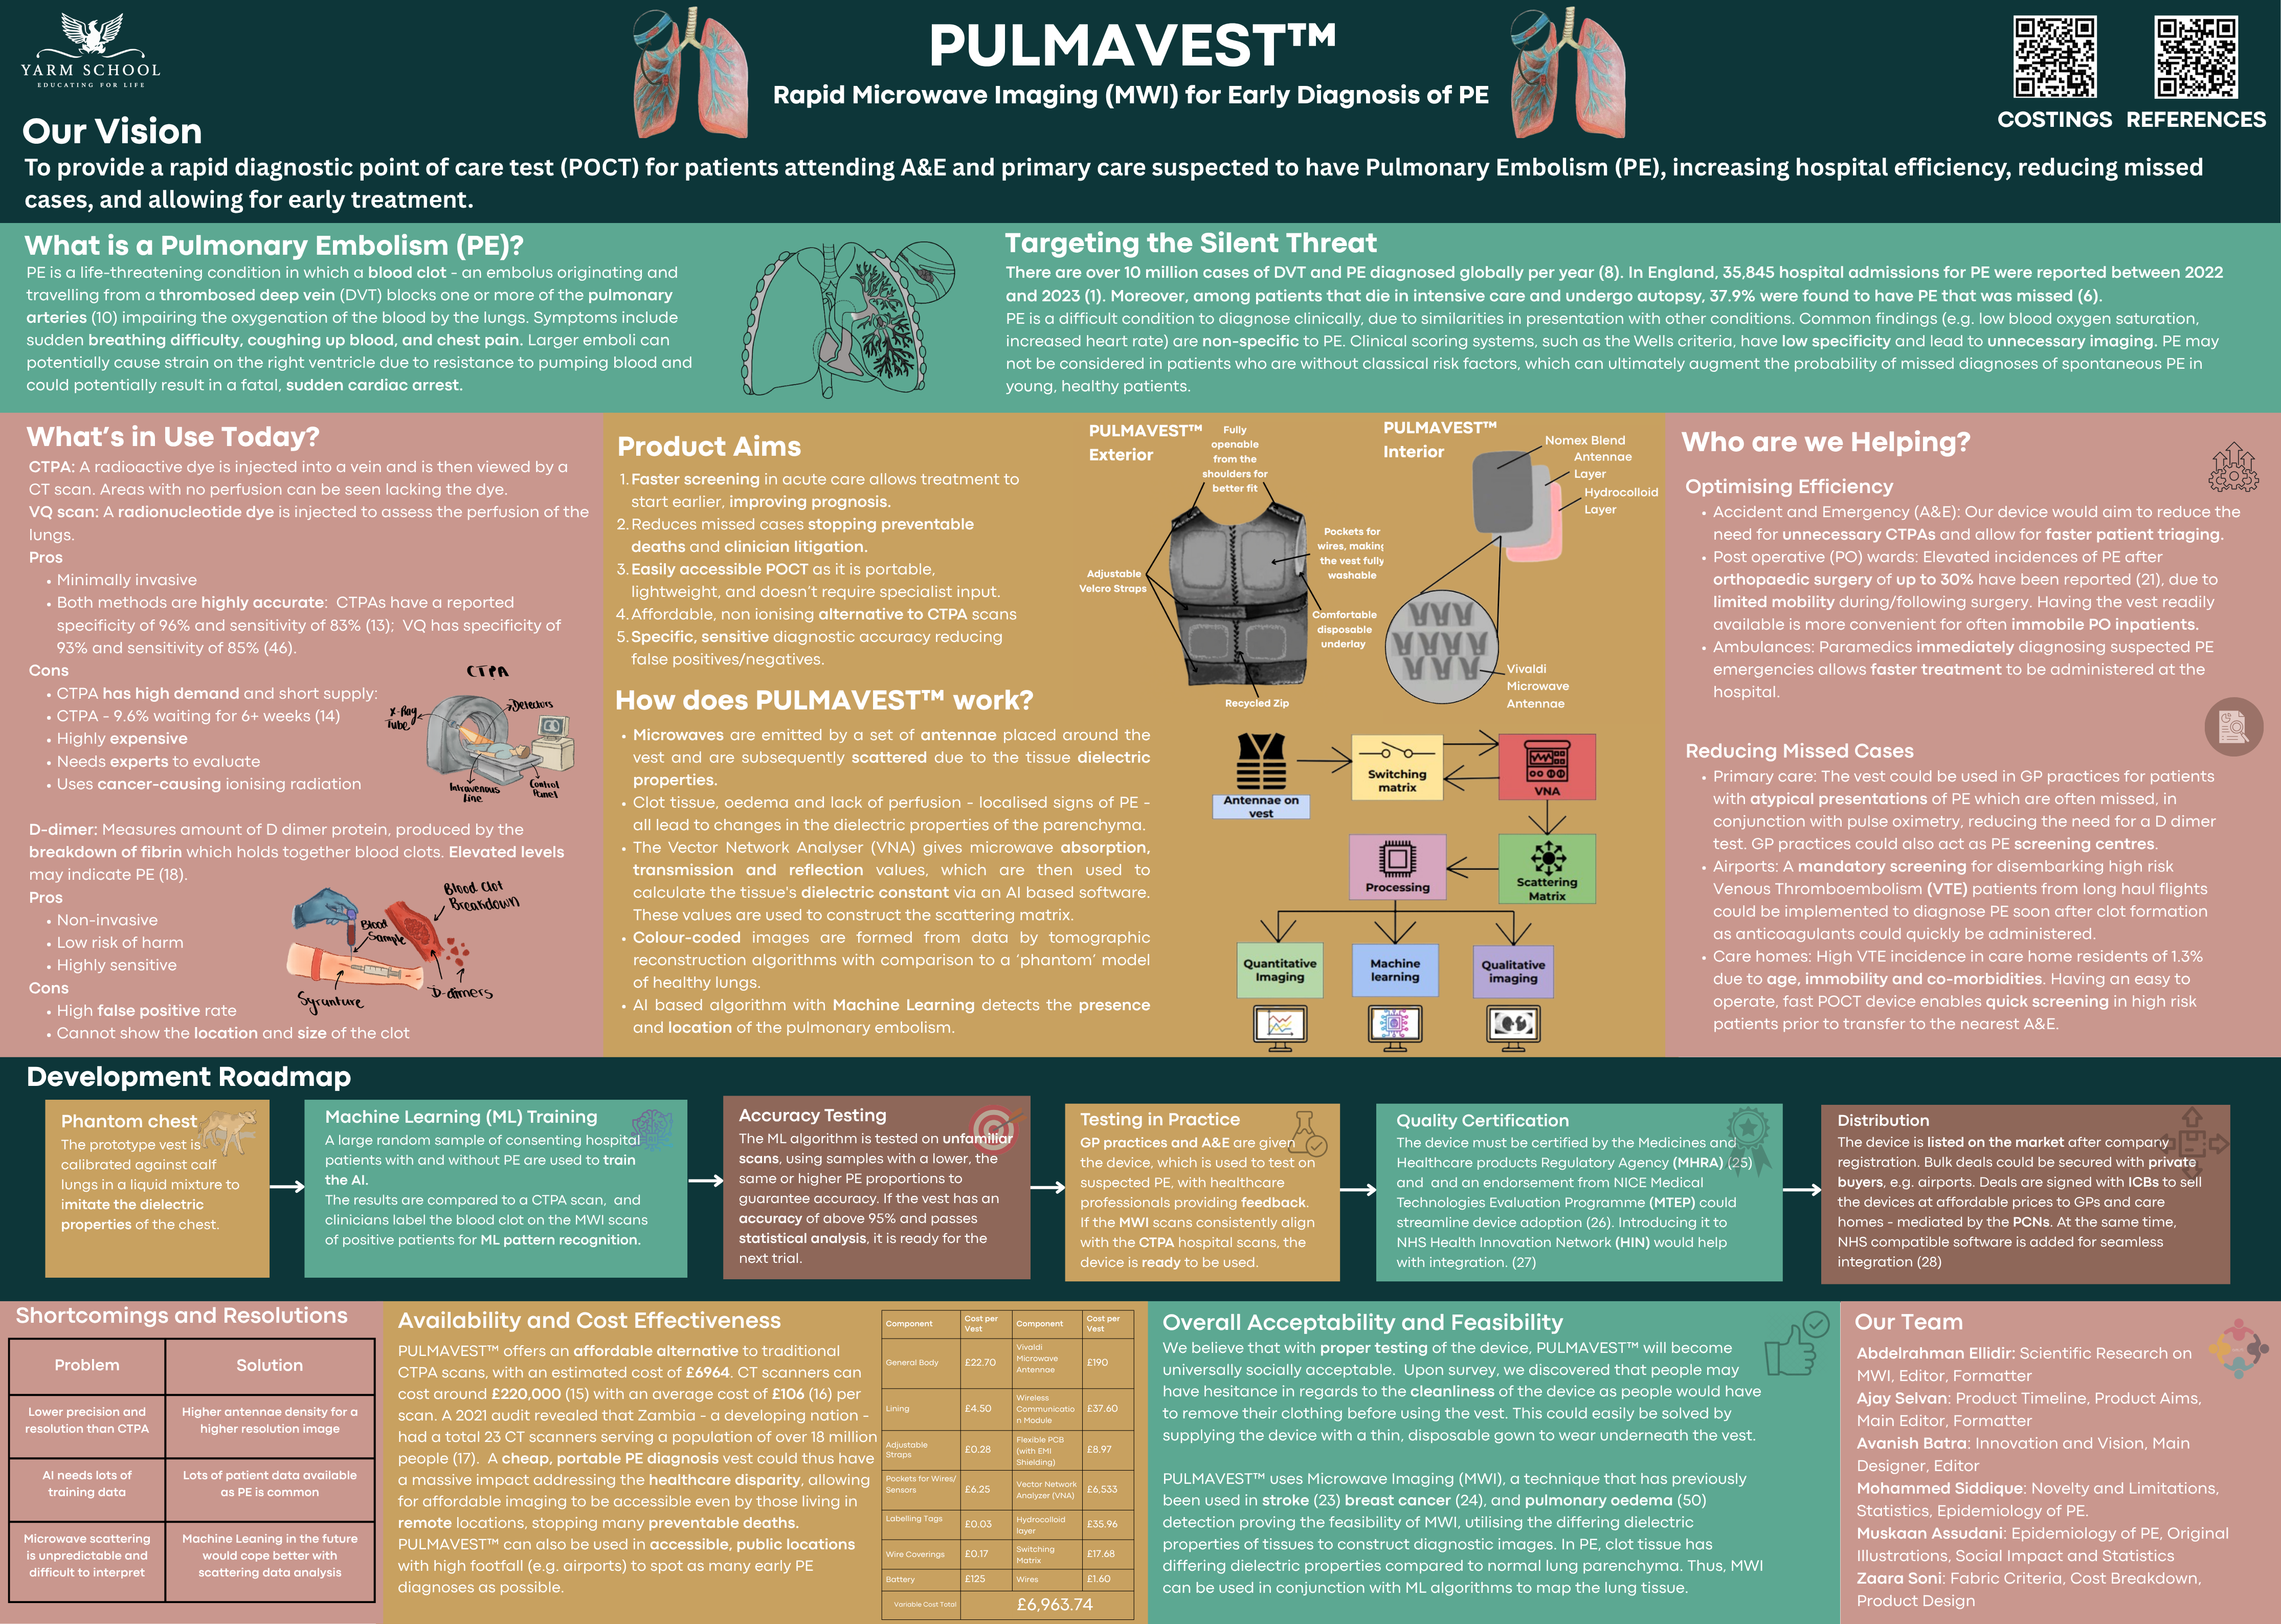 YARM SCHOOL
EDUCATING FOR LIFE
PULMAVEST™
Rapid Microwave Imaging (MWI) for Early Diagnosis of PE
COSTINGS
REFERENCES
Our Vision
To provide a rapid diagnostic point of care test (POCT) for patients attending A&E and primary care suspected to have Pulmonary Embolism (PE), increasing hospital efficiency, reducing missed
cases, and allowing for early treatment.
What is a Pulmonary Embolism (PE)?
PE is a life-threatening condition in which a blood clot - an embolus originating and
travelling from a thrombosed deep vein (DVT) blocks one or more of the pulmonary
arteries (10) impairing the oxygenation of the blood by the lungs. Symptoms include
sudden breathing difficulty, coughing up blood, and chest pain. Larger emboli can
potentially cause strain on the right ventricle due to resistance to pumping blood and
could potentially result in a fatal, sudden cardiac arrest.
Targeting the Silent Threat
There are over 10 million cases of DVT and PE diagnosed globally per year (8). In England, 35,845 hospital admissions for PE were reported between 2022
and 2023 (1). Moreover, among patients that die in intensive care and undergo autopsy, 37.9% were found to have PE that was missed (6).
PE is a difficult condition to diagnose clinically, due to similarities in presentation with other conditions. Common findings (e.g. low blood oxygen saturation,
increased heart rate) are non-specific to PE. Clinical scoring systems, such as the Wells criteria, have low specificity and lead to unnecessary imaging. PE may
not be considered in patients who are without classical risk factors, which can ultimately augment the probability of missed diagnoses of spontaneous PE in
young, healthy patients.
What's in Use Today?
CTPA: A radioactive dye is injected into a vein and is then viewed by a
CT scan. Areas with no perfusion can be seen lacking the dye.
VQ scan: A radionucleotide dye is injected to assess the perfusion of the
lungs.
Pros
• Minimally invasive
• Both methods are highly accurate: CTPAs have a reported
specificity of 96% and sensitivity of 83% (13); VQ has specificity of
93% and sensitivity of 85% (46).
Cons
• CTPA has high demand and short supply:
• CTPA - 9.6% waiting for 6+ weeks (14)
• Highly expensive
• Needs experts to evaluate
• Uses cancer-causing ionising radiation
CTPA
X-Ray
Tube
Detectors
Intravenous
Line
Control
Panel
D-dimer: Measures amount of D dimer protein, produced by the
breakdown of fibrin which holds together blood clots. Elevated levels
may indicate PE (18).
Pros
• Non-invasive
• Low risk of harm
• Highly sensitive
Cons
• High false positive rate
• Cannot show the location and size of the clot
Blood Clot
Breakdown
Blood
Sample
Syrunture
D-dimers
Product Aims
1. Faster screening in acute care allows treatment to
start earlier, improving prognosis.
2. Reduces missed cases stopping preventable
deaths and clinician litigation.
3. Easily accessible POCT as it is portable,
lightweight, and doesn't require specialist input.
4. Affordable, non ionising alternative to CTPA scans
5. Specific, sensitive diagnostic accuracy reducing
false positives/negatives.
How does PULMAVEST™ work?
• Microwaves are emitted by a set of antennae placed around the
vest and are subsequently scattered due to the tissue dielectric
properties.
• Clot tissue, oedema and lack of perfusion - localised signs of PE -
all lead to changes in the dielectric properties of the parenchyma.
• The Vector Network Analyser (VNA) gives microwave absorption,
transmission and reflection values, which are then used to
calculate the tissue's dielectric constant via an AI based software.
These values are used to construct the scattering matrix.
• Colour-coded images are formed from data by tomographic
reconstruction algorithms with comparison to a 'phantom' model
of healthy lungs.
• AI based algorithm with Machine Learning detects the presence
and location of the pulmonary embolism.
PULMAVEST™
Exterior
Fully
openable
from the
shoulders for
better fit
Pockets for
wires, making
the vest fully
washable
Adjustable
Velcro Straps
Comfortable
disposable
underlay
Recycled Zip
PULMAVEST™
Interior
Nomex Blend
Antennae
Layer
Hydrocolloid
Layer
Vivaldi
Microwave
Antennae
Antennae on
vest
Switching
matrix
VNA
Processing
Scattering
Matrix
Quantitative
Imaging
Machine
learning
Qualitative
imaging
Who are we Helping?
Optimising Efficiency
• Accident and Emergency (A&E): Our device would aim to reduce the
need for unnecessary CTPAs and allow for faster patient triaging.
• Post operative (PO) wards: Elevated incidences of PE after
orthopaedic surgery of up to 30% have been reported (21), due to
limited mobility during/following surgery. Having the vest readily
available is more convenient for often immobile PO inpatients.
• Ambulances: Paramedics immediately diagnosing suspected PE
emergencies allows faster treatment to be administered at the
hospital.
Reducing Missed Cases
• Primary care: The vest could be used in GP practices for patients
with atypical presentations of PE which are often missed, in
conjunction with pulse oximetry, reducing the need for a D dimer
test. GP practices could also act as PE screening centres.
• Airports: A mandatory screening for disembarking high risk
Venous Thromboembolism (VTE) patients from long haul flights
could be implemented to diagnose PE soon after clot formation
as anticoagulants could quickly be administered.
• Care homes: High VTE incidence in care home residents of 1.3%
due to age, immobility and co-morbidities. Having an easy to
operate, fast POCT device enables quick screening in high risk
patients prior to transfer to the nearest A&E.
Development Roadmap
Phantom chest
The prototype vest is
calibrated against calf
lungs in a liquid mixture to
imitate the dielectric
properties of the chest.
Machine Learning (ML) Training
A large random sample of consenting hospital
patients with and without PE are used to train
the AI.
The results are compared to a CTPA scan, and
clinicians label the blood clot on the MWI scans
of positive patients for ML pattern recognition.
Accuracy Testing
The ML algorithm is tested on unfamiliar
scans, using samples with a lower, the
same or higher PE proportions to
guarantee accuracy. If the vest has an
accuracy of above 95% and passes
statistical analysis, it is ready for the
next trial.
Testing in Practice
GP practices and A&E are given
the device, which is used to test on
suspected PE, with healthcare
professionals providing feedback.
If the MWI scans consistently align
with the CTPA hospital scans, the
device is ready to be used.
Quality Certification
The device must be certified by the Medicines and
Healthcare products Regulatory Agency (MHRA) (25)
and and an endorsement from NICE Medical
Technologies Evaluation Programme (MTEP) could
streamline device adoption (26). Introducing it to
NHS Health Innovation Network (HIN) would help
with integration. (27)
Distribution
The device is listed on the market after company
registration. Bulk deals could be secured with private
buyers, e.g. airports. Deals are signed with ICBs to sell
the devices at affordable prices to GPs and care
homes - mediated by the PCNs. At the same time,
NHS compatible software is added for seamless
integration (28)
Shortcomings and Resolutions
Problem
Solution
Lower precision and
resolution than CTPA
Higher antennae density for a
higher resolution image
AI needs lots of
training data
Lots of patient data available
as PE is common
Microwave scattering
is unpredictable and
difficult to interpret
Machine Leaning in the future
would cope better with
scattering data analysis
Availability and Cost Effectiveness
PULMAVEST™ offers an affordable alternative to traditional
CTPA scans, with an estimated cost of £6964. CT scanners can
cost around £220,000 (15) with an average cost of £106 (16) per
scan. A 2021 audit revealed that Zambia - a developing nation -
had a total 23 CT scanners serving a population of over 18 million
people (17). A cheap, portable PE diagnosis vest could thus have
a massive impact addressing the healthcare disparity, allowing
for affordable imaging to be accessible even by those living in
remote locations, stopping many preventable deaths.
PULMAVEST™ can also be used in accessible, public locations
with high footfall (e.g. airports) to spot as many early PE
diagnoses as possible.
Component
Cost per
Vest
Component
Cost per
Vest
General Body
£22.70
Vivaldi
Microwave
Antennae
£190
Lining
£4.50
Wireless
Communicatio
n Module
£37.60
Adjustable
Straps
£0.28
Flexible PCB
(with EMI
Shielding)
£8.97
Pockets for Wires/
Sensors
£6.25
Vector Network
Analyzer (VNA)
£6,533
Labelling Tags
£0.03
Hydrocolloid
layer
£35.96
Wire Coverings
£0.17
Switching
Matrix
£17.68
Battery
£125
Wires
£1.60
Variable Cost Total
£6,963.74
Overall Acceptability and Feasibility
We believe that with proper testing of the device, PULMAVEST™ will become
universally socially acceptable. Upon survey, we discovered that people may
have hesitance in regards to the cleanliness of the device as people would have
to remove their clothing before using the vest. This could easily be solved by
supplying the device with a thin, disposable gown to wear underneath the vest.
PULMAVEST™ uses Microwave Imaging (MWI), a technique that has previously
been used in stroke (23) breast cancer (24), and pulmonary oedema (50)
detection proving the feasibility of MWI, utilising the differing dielectric
properties of tissues to construct diagnostic images. In PE, clot tissue has
differing dielectric properties compared to normal lung parenchyma. Thus, MWI
can be used in conjunction with ML algorithms to map the lung tissue.
Our Team
Abdelrahman Ellidir: Scientific Research on
MWI, Editor, Formatter
Ajay Selvan: Product Timeline, Product Aims,
Main Editor, Formatter
Avanish Batra: Innovation and Vision, Main
Designer, Editor
Mohammed Siddique: Novelty and Limitations,
Statistics, Epidemiology of PE.
Muskaan Assudani: Epidemiology of PE, Original
Illustrations, Social Impact and Statistics
Zaara Soni: Fabric Criteria, Cost Breakdown,
Product Design